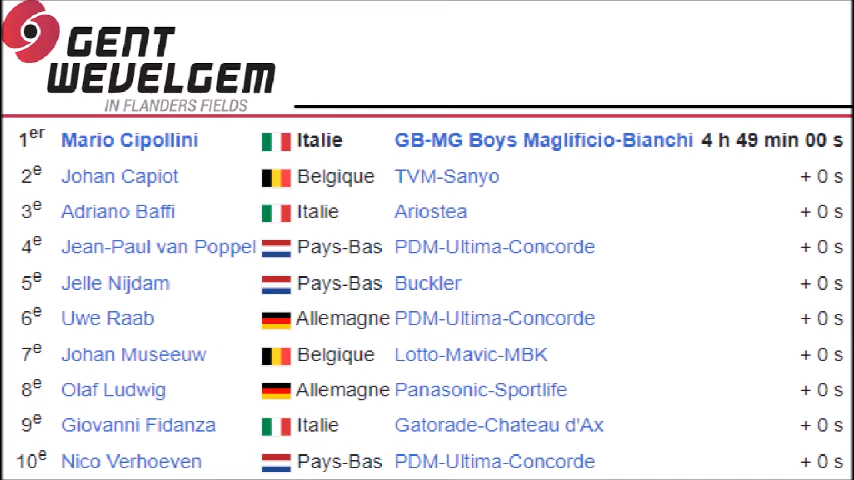 GENT
WEVELGEM
IN FLANDERS FIELDS
1er Mario Cipollini Italie GB-MG Boys Maglificio-Bianchi 4 h 49 min 00 s
2e Johan Capiot Belgique TVM-Sanyo + 0 s
3e Adriano Baffi Italie Ariostea + 0 s
4e Jean-Paul van Poppel Pays-Bas PDM-Ultima-Concorde + 0 s
5e Jelle Nijdam Pays-Bas Buckler + 0 s
6e Uwe Raab Allemagne PDM-Ultima-Concorde + 0 s
7e Johan Museeuw Belgique Lotto-Mavic-MBK + 0 s
8e Olaf Ludwig Allemagne Panasonic-Sportlife + 0 s
9e Giovanni Fidanza Italie Gatorade-Chateau d'Ax + 0 s
10e Nico Verhoeven Pays-Bas PDM-Ultima-Concorde + 0 s